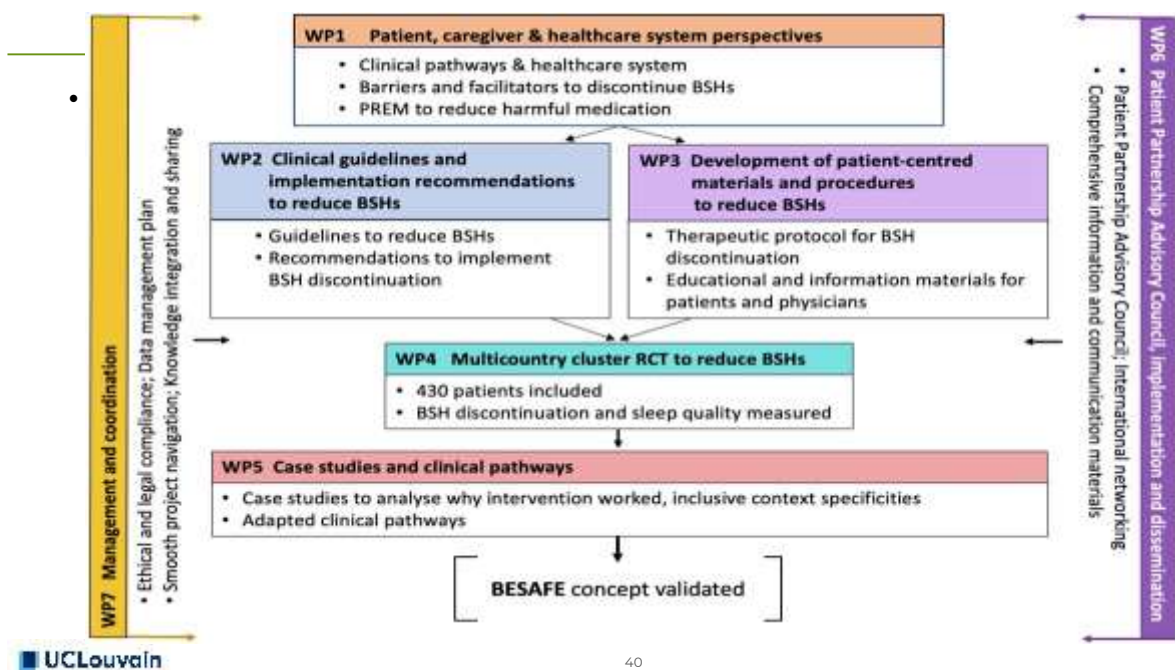 WP1 Patient, caregiver & healthcare system perspectives
• Clinical pathways & healthcare system
• Barriers and facilitators to discontinue BSHs
• PREM to reduce harmful medication
WP2 Clinical guidelines and
implementation recommendations
to reduce BSHs
• Guidelines to reduce BSHs
• Recommendations to implement
BSH discontinuation
WP3 Development of patient-centred
materials and procedures
to reduce BSHs
• Therapeutic protocol for BSH
discontinuation
• Educational and information materials for
patients and physicians
WP4 Multicountry cluster RCT to reduce BSHs
• 430 patients included
• BSH discontinuation and sleep quality measured
WP5 Case studies and clinical pathways
• Case studies to analyse why intervention worked, inclusive context specificities
• Adapted clinical pathways
BESAFE concept validated
WP7 Management and coordination
• Ethical and legal compliance; Data management plan
• Smooth project navigation; Knowledge integration and sharing
WP6 Patient Partnership Advisory Council, implementation and dissemination
• Patient Partnership Advisory Council; International networking
• Comprehensive information and communication materials
UCLouvain
40